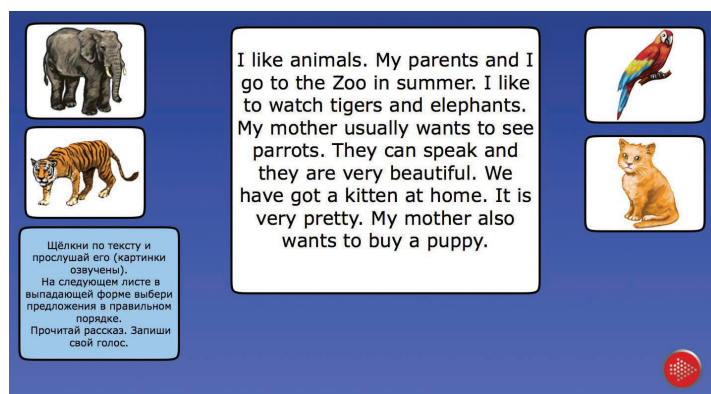 I like animals. My parents and I
go to the Zoo in summer. I like
to watch tigers and elephants.
My mother usually wants to see
parrots. They can speak and
they are very beautiful. We
have got a kitten at home. It is
very pretty. My mother also
wants to buy a puppy.
Щёлкни по тексту и
прослушай его (картинки
озвучены).
На следующем листе в
выпадающей форме выбери
предложения в правильном
порядке.
Прочитай рассказ. Запиши
свой голос.